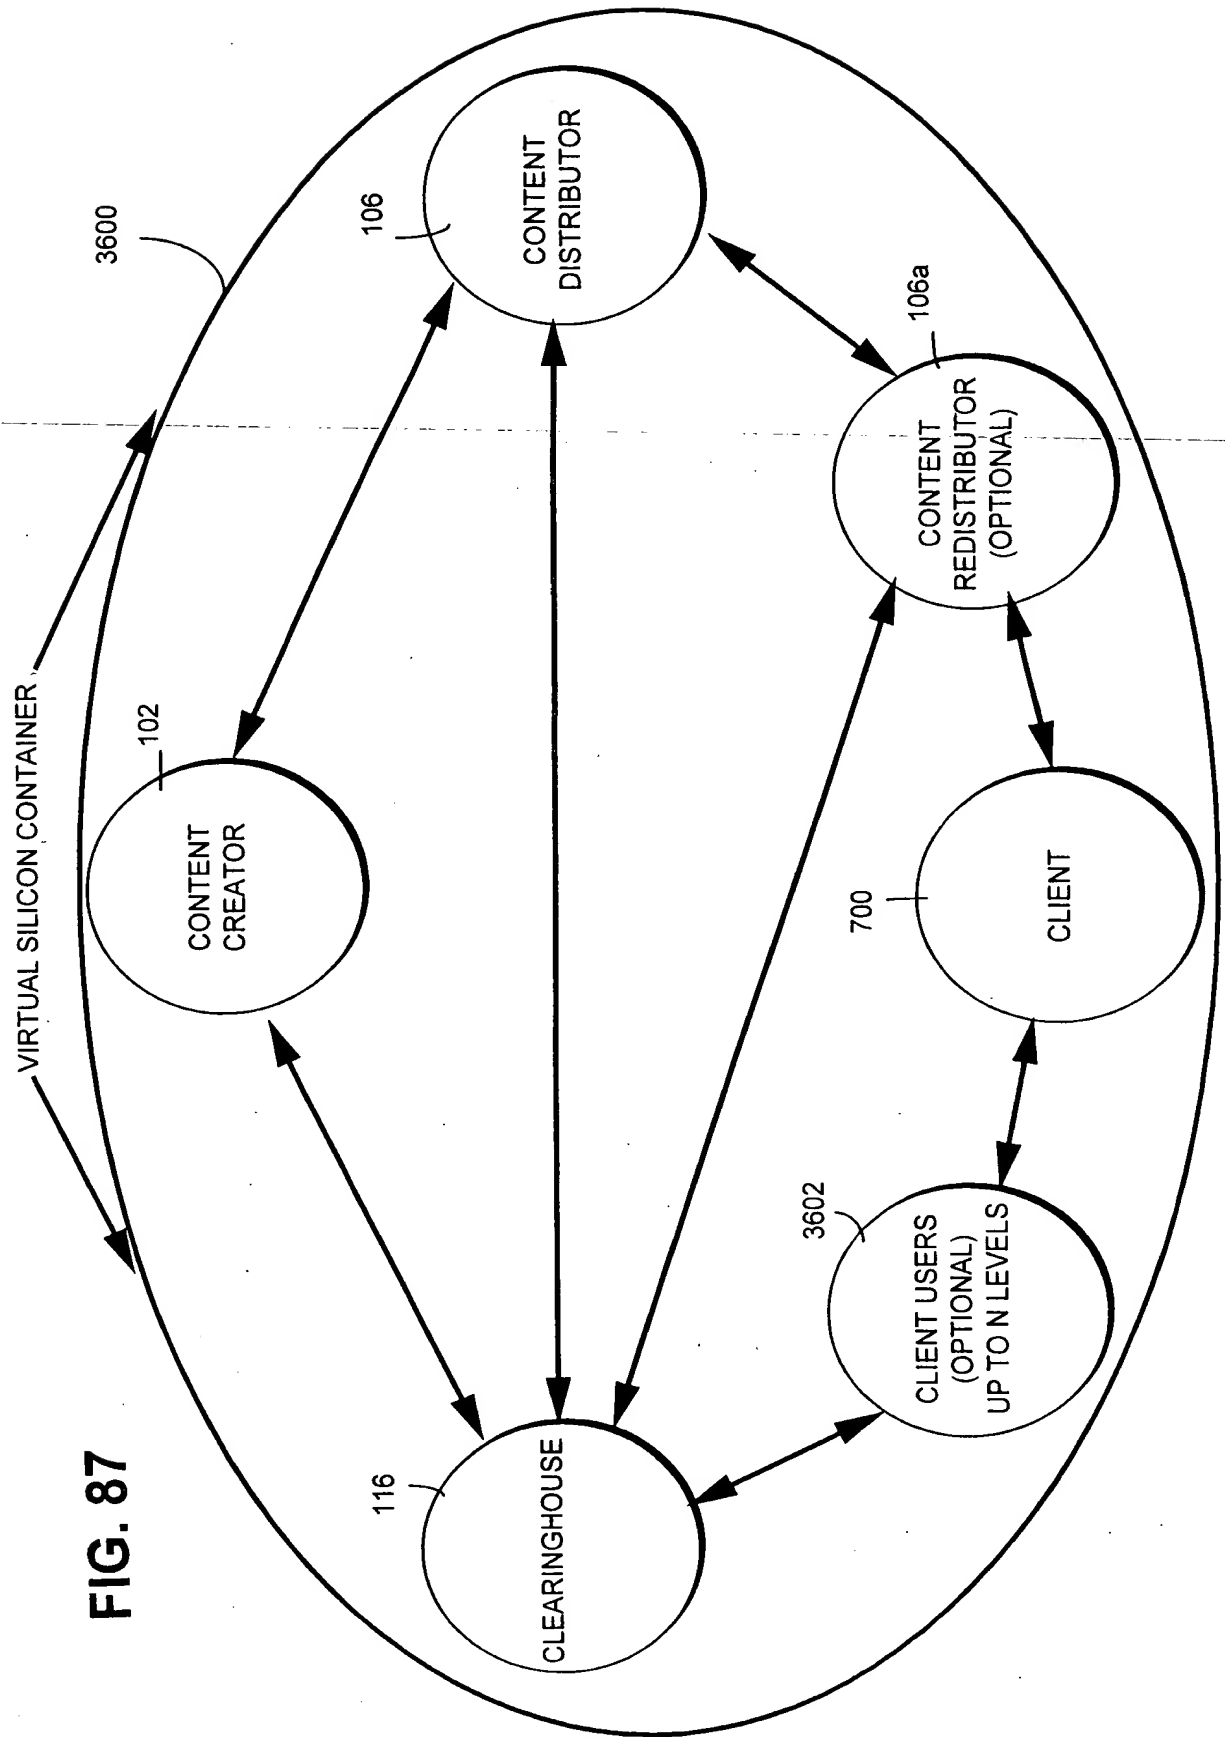 FIG. 87
VIRTUAL SILICON CONTAINER
3600
102
CONTENT
CREATOR
116
CLEARINGHOUSE
106
CONTENT
DISTRIBUTOR
3602
CLIENT USERS
(OPTIONAL)
UP TO N LEVELS
700
CLIENT
106a
CONTENT
REDISTRIBUTOR
(OPTIONAL)